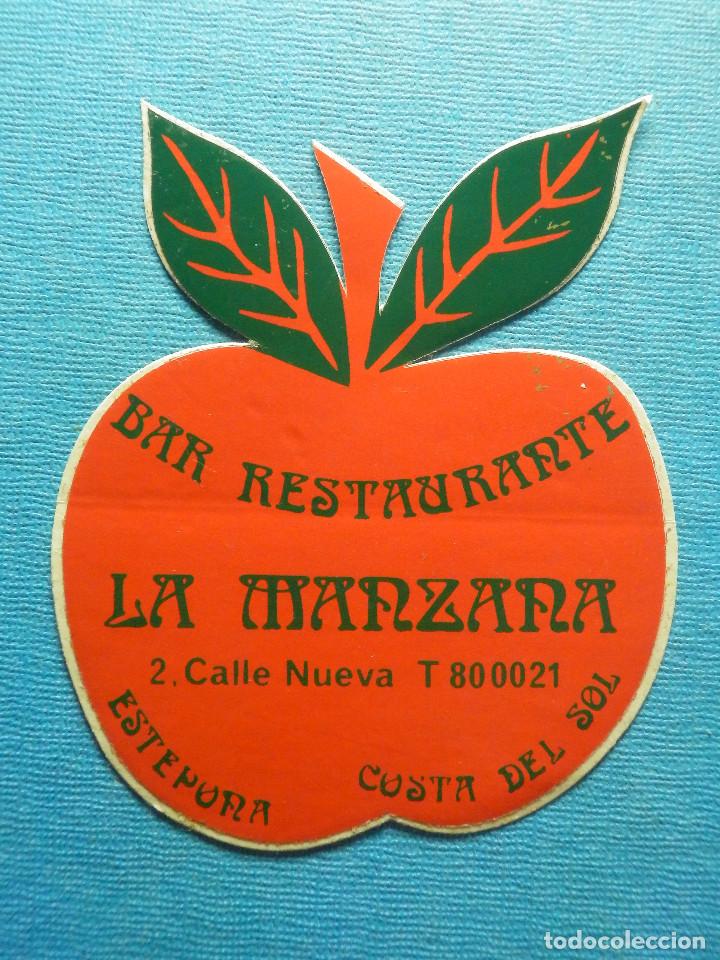 BAR RESTAURANTE
LA MANZANA
2, Calle Nueva T 800021
ESTEPONA
COSTA DEL SOL
todocoleccion